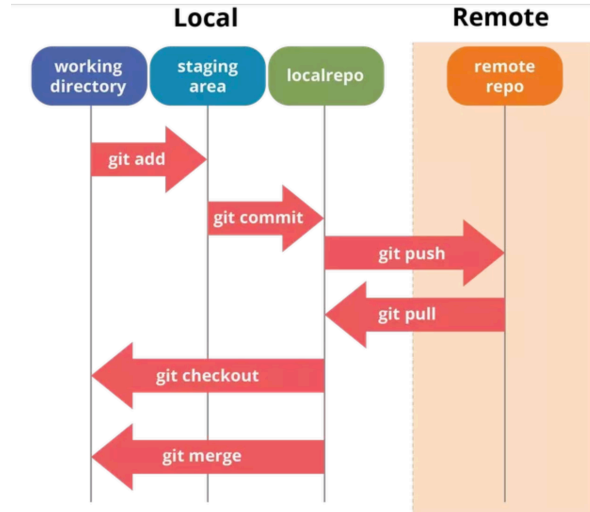 Local
Remote
working
directory
staging
area
localrepo
remote
repo
git add
git commit
git push
git pull
git checkout
git merge